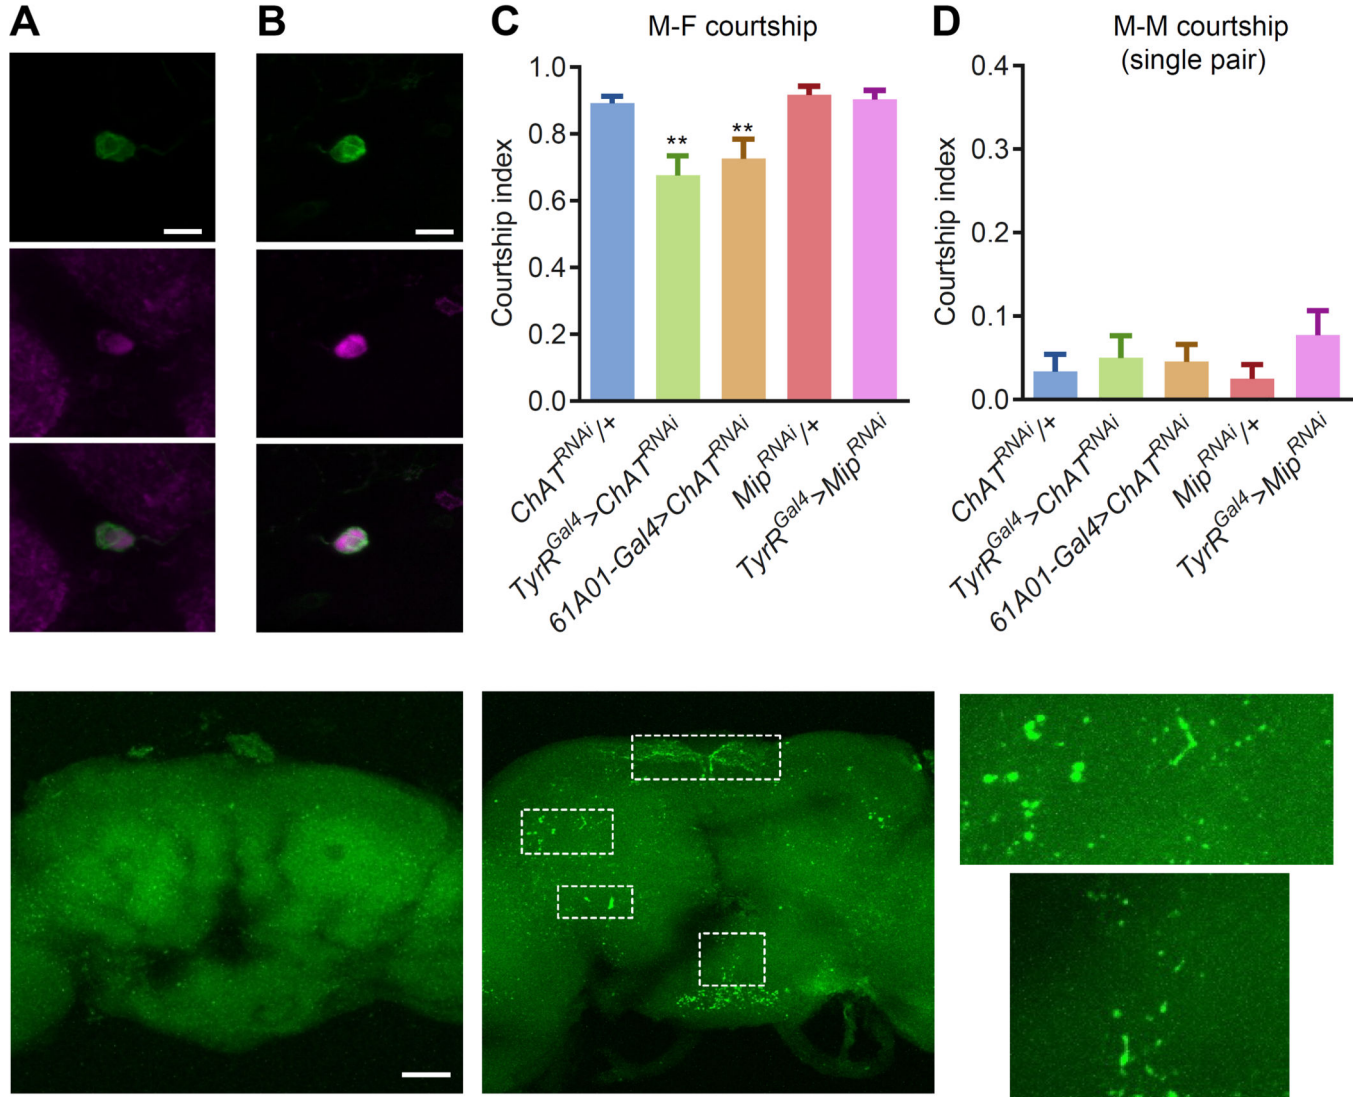 A
B
C
D
M-F courtship
M-M courtship
(single pair)
Courtship index
1.0
0.8
0.6
0.4
0.2
0.0
**
**
ChAT^RNAi/+
TyrR^Gal4>ChAT^RNAi
61A01-Gal4>ChAT^RNAi
Mip^RNAi/+
TyrR^Gal4>Mip^RNAi
Courtship index
0.4
0.3
0.2
0.1
0.0
ChAT^RNAi/+
TyrR^Gal4>ChAT^RNAi
61A01-Gal4>ChAT^RNAi
Mip^RNAi/+
TyrR^Gal4>Mip^RNAi